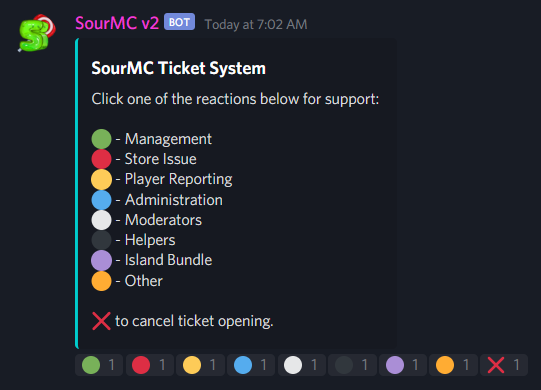 SourMC v2 BOT Today at 7:02 AM
SourMC Ticket System
Click one of the reactions below for support:
- Management
- Store Issue
- Player Reporting
- Administration
- Moderators
- Helpers
- Island Bundle
- Other
to cancel ticket opening.
1 1 1 1 1 1 1 1 1